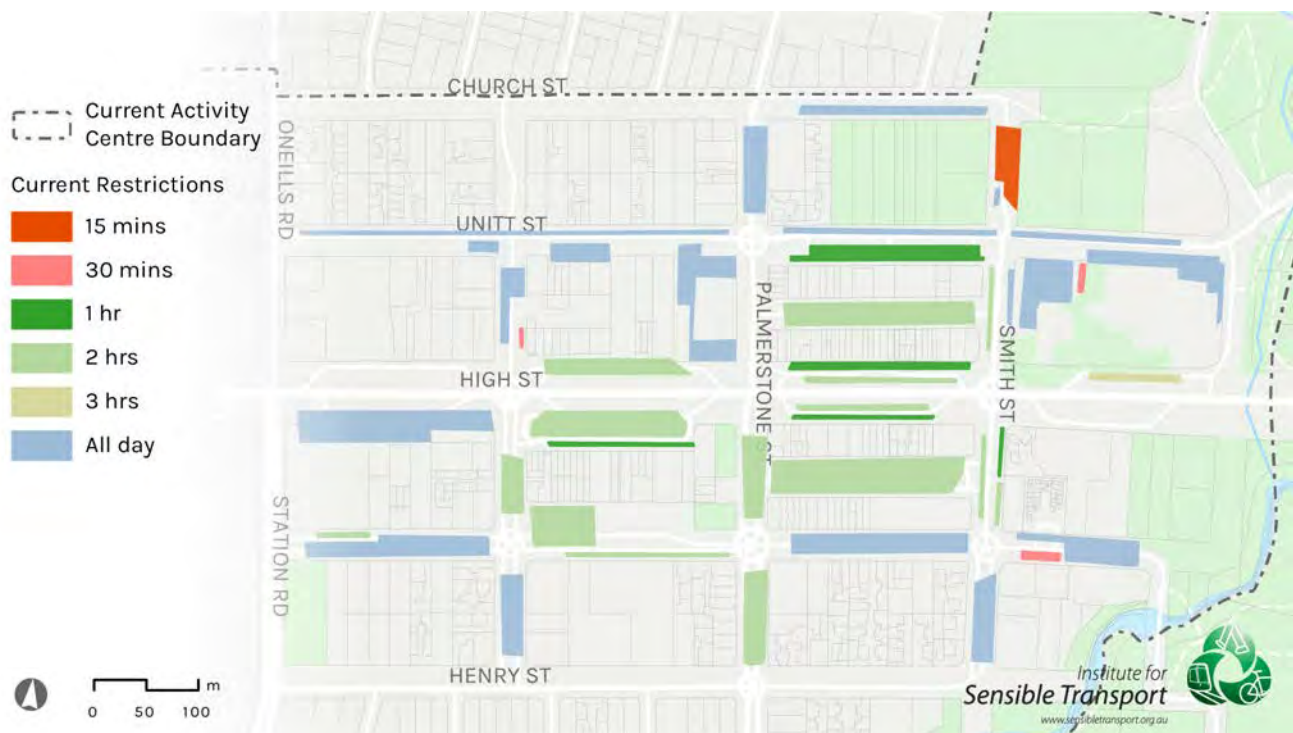 Current Activity
Centre Boundary
Current Restrictions
15 mins
30 mins
1 hr
2 hrs
3 hrs
All day
CHURCH ST
ONEILLS RD
UNITT ST
PALMERSTONE ST
SMITH ST
HIGH ST
STATION RD
HENRY ST
m
0 50 100
Institute for
Sensible Transport
www.sensibletransport.org.au